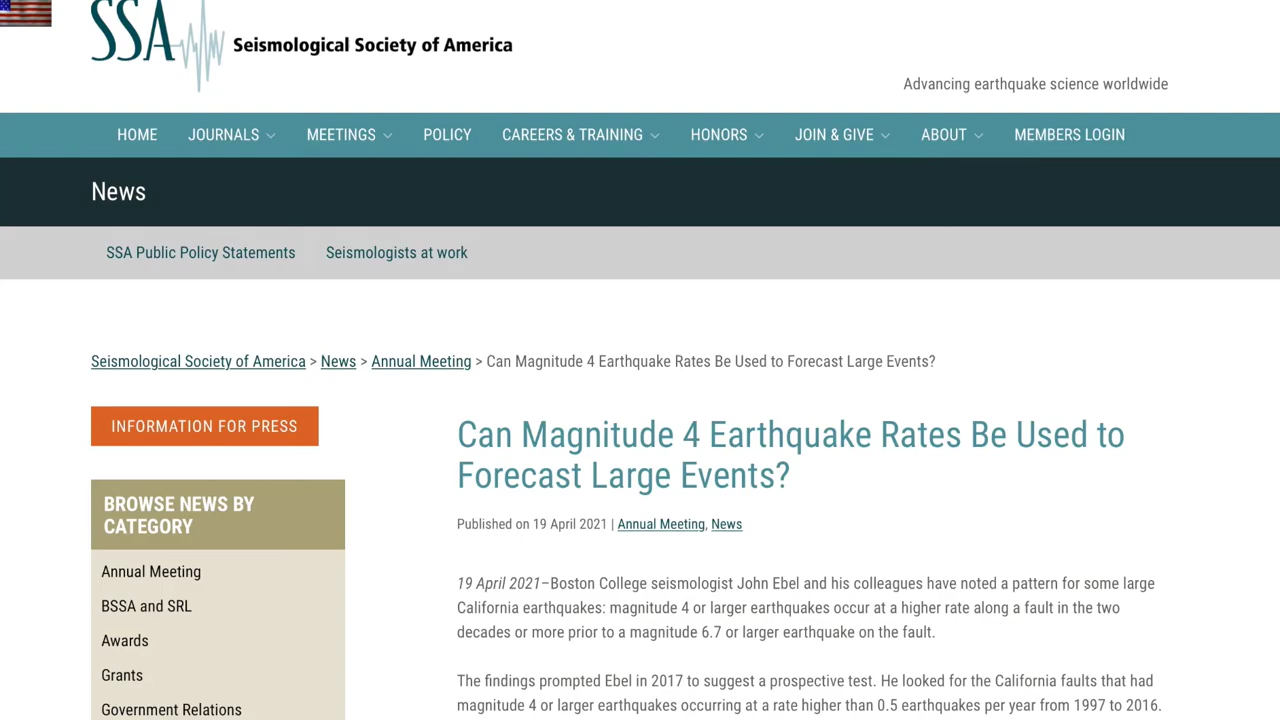 SSA
Seismological Society of America
Advancing earthquake science worldwide
HOME JOURNALS MEETINGS POLICY CAREERS & TRAINING HONORS JOIN & GIVE ABOUT MEMBERS LOGIN
News
SSA Public Policy Statements Seismologists at work
Seismological Society of America > News > Annual Meeting > Can Magnitude 4 Earthquake Rates Be Used to Forecast Large Events?
INFORMATION FOR PRESS
BROWSE NEWS BY
CATEGORY
Annual Meeting
BSSA and SRL
Awards
Grants
Government Relations
Can Magnitude 4 Earthquake Rates Be Used to
Forecast Large Events?
Published on 19 April 2021 | Annual Meeting, News
19 April 2021–Boston College seismologist John Ebel and his colleagues have noted a pattern for some large
California earthquakes: magnitude 4 or larger earthquakes occur at a higher rate along a fault in the two
decades or more prior to a magnitude 6.7 or larger earthquake on the fault.
The findings prompted Ebel in 2017 to suggest a prospective test. He looked for the California faults that had
magnitude 4 or larger earthquakes occurring at a rate higher than 0.5 earthquakes per year from 1997 to 2016.